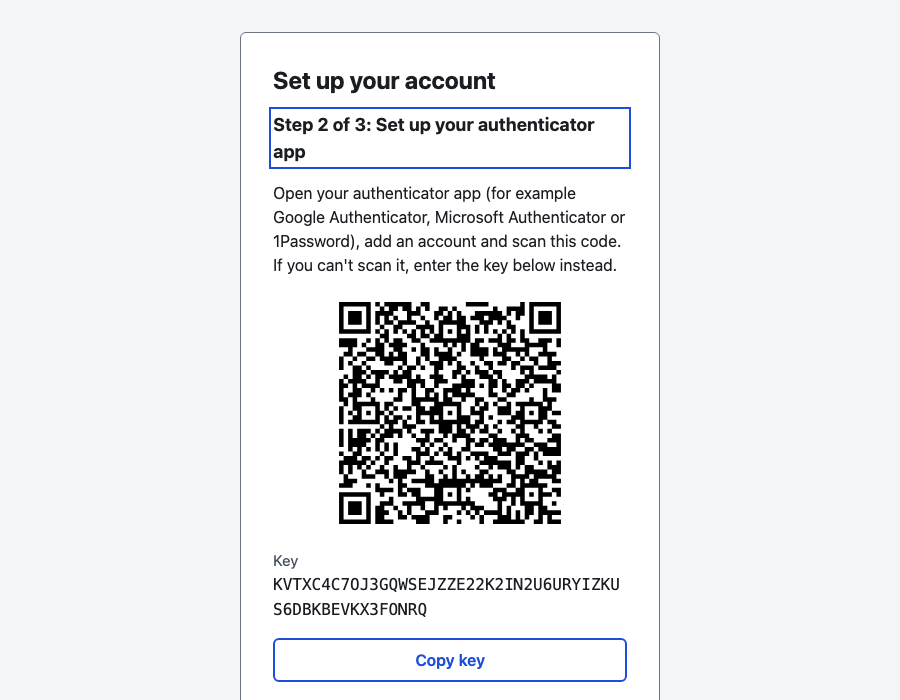 Set up your account
Step 2 of 3: Set up your authenticator
app
Open your authenticator app (for example
Google Authenticator, Microsoft Authenticator or
1Password), add an account and scan this code.
If you can't scan it, enter the key below instead.
Key
KVTXC4C7OJ3GQWSEJZZE22K2IN2U6URYIZKU
S6DBKBEVKX3FONRQ
Copy key